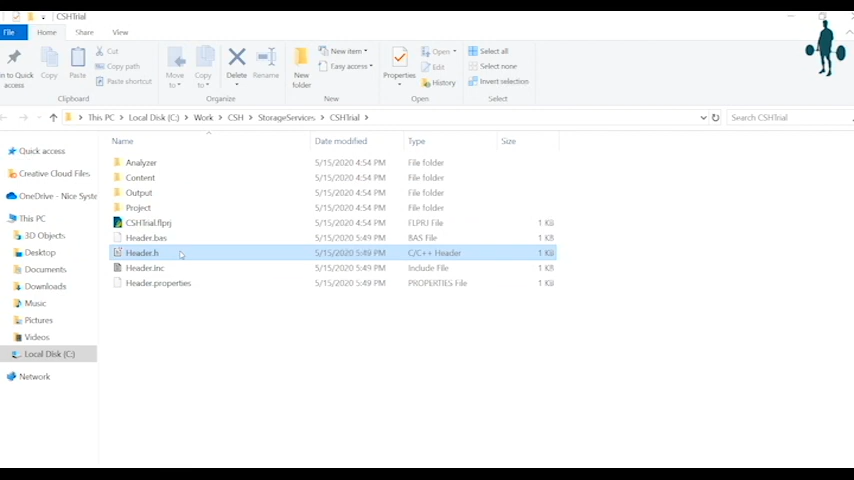 CSHTrial
File Home Share View
n to Quick access
Copy
Paste
Cut
Copy path
Paste shortcut
Clipboard
Move to
Copy to
Delete
Rename
Organize
New folder
New item
Easy access
New
Properties
Open
Edit
History
Open
Select all
Select none
Invert selection
Select
This PC > Local Disk (C:) > Work > CSH > StorageServices > CSHTrial >
Search CSHTrial
Name Date modified Type Size
Quick access
Creative Cloud Files
OneDrive - Nice Syste
This PC
3D Objects
Desktop
Documents
Downloads
Music
Pictures
Videos
Local Disk (C:)
Network
Analyzer 5/15/2020 4:54 PM File folder
Content 5/15/2020 4:54 PM File folder
Output 5/15/2020 4:54 PM File folder
Project 5/15/2020 4:54 PM File folder
CSHTrial.flprj 5/15/2020 4:54 PM FLPRJ File 1 KB
Header.bas 5/15/2020 5:49 PM BAS File 1 KB
Header.h 5/15/2020 5:49 PM C/C++ Header 1 KB
Header.inc 5/15/2020 5:49 PM Include File 1 KB
Header.properties 5/15/2020 5:49 PM PROPERTIES File 1 KB